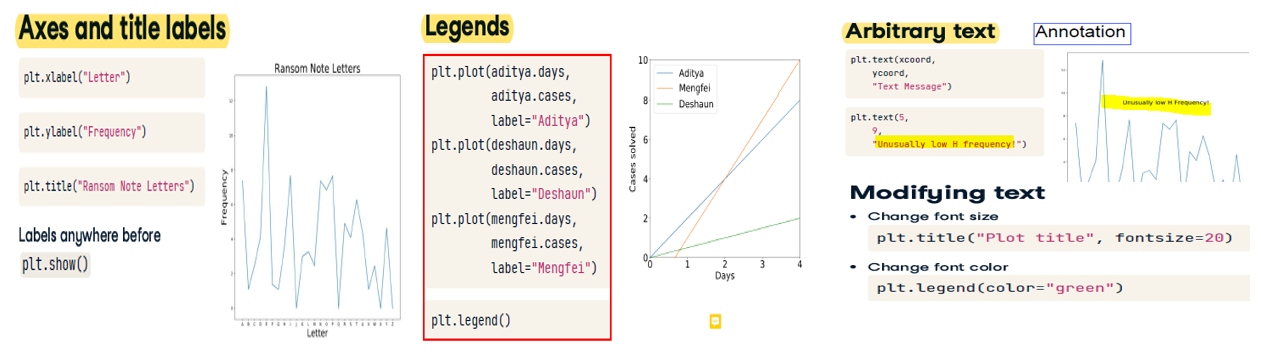 Axes and title labels
plt.xlabel("Letter")
plt.ylabel("Frequency")
plt.title("Ransom Note Letters")
Labels anywhere before
plt.show()
Ransom Note Letters
Frequency
Letter
Legends
plt.plot(aditya.days,
aditya.cases,
label="Aditya")
plt.plot(deshaun.days,
deshaun.cases,
label="Deshaun")
plt.plot(mengfei.days,
mengfei.cases,
label="Mengfei")
plt.legend()
Aditya
Mengfei
Deshaun
10
8
6
4
2
0
0 1 2 3 4
Cases solved
Days
Arbitrary text
Annotation
plt.text(xcoord,
ycoord,
"Text Message")
plt.text(5,
9,
"Unusually low H frequency!")
Unusually low H Frequency!
Modifying text
• Change font size
plt.title("Plot title", fontsize=20)
• Change font color
plt.legend(color="green")